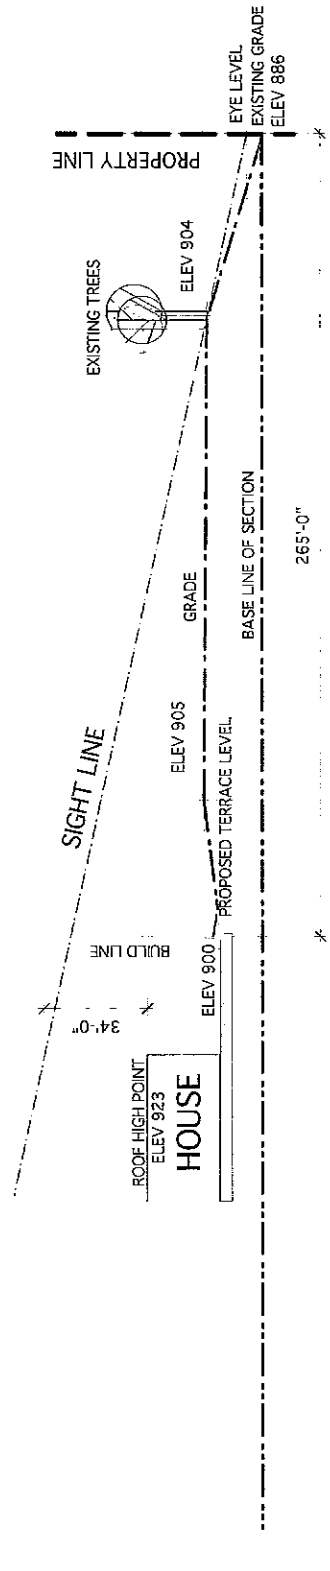 SIGHT LINE
EXISTING TREES
PROPERTY LINE
EYE LEVEL
EXISTING GRADE
ELEV 886
ELEV 904
GRADE
ELEV 905
BASE LINE OF SECTION
265'-0"
PROPOSED TERRACE LEVEL
BUILD LINE
34'-0"
ELEV 900
ROOF HIGH POINT
ELEV 923
HOUSE